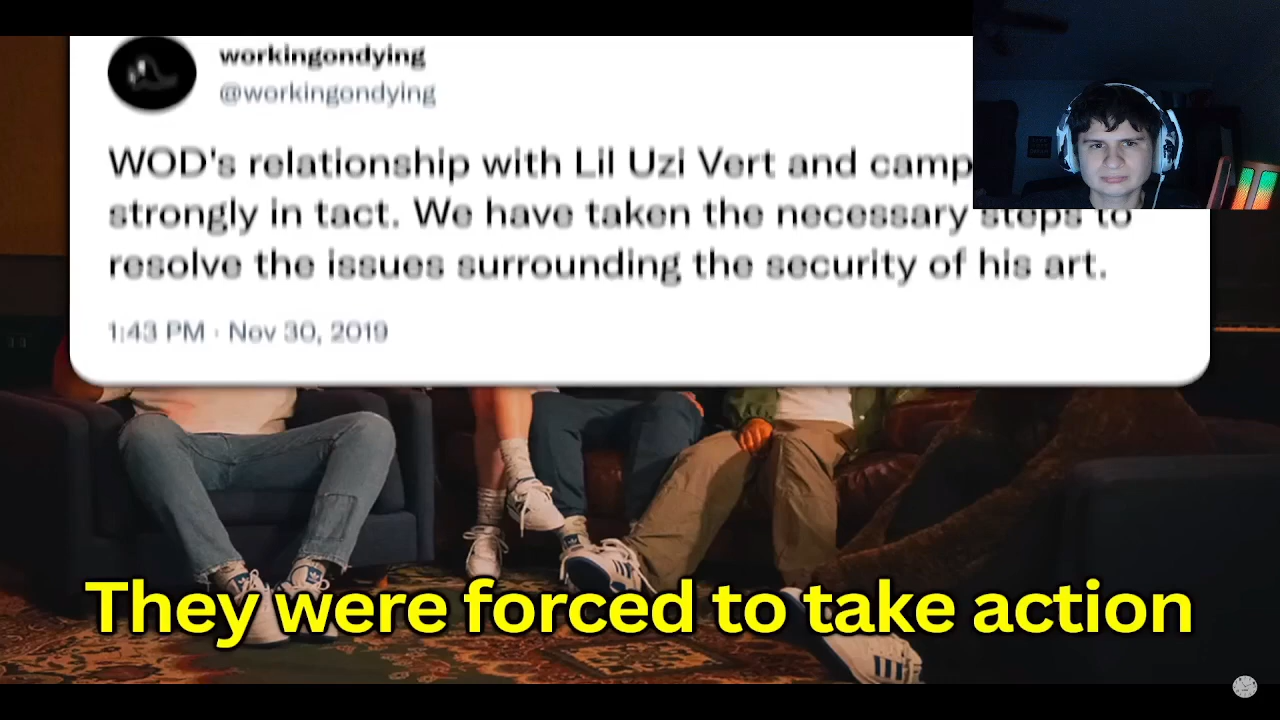 workingondying
@workingondying
WOD's relationship with Lil Uzi Vert and camp
strongly in tact. We have taken the necessary steps to
resolve the issues surrounding the security of his art.
1:43 PM · Nov 30, 2019
They were forced to take action